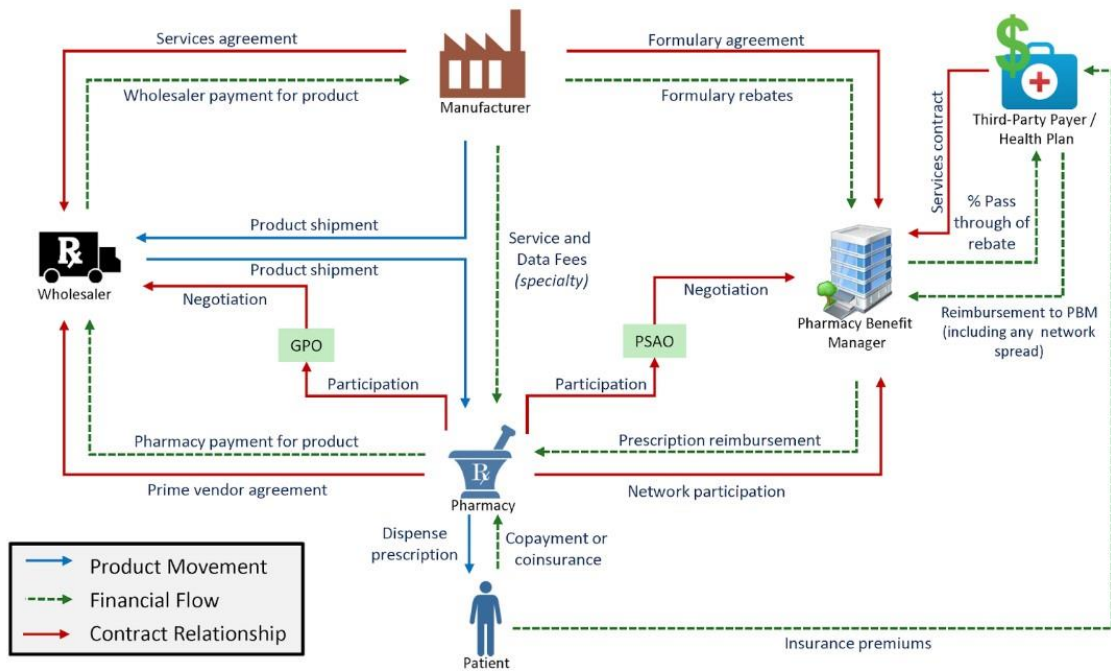 Services agreement
Wholesaler payment for product
Manufacturer
Formulary agreement
Formulary rebates
$
Third-Party Payer /
Health Plan
Services contract
% Pass
through of
rebate
Product shipment
Rx
Wholesaler
Product shipment
Negotiation
Service and
Data Fees
(specialty)
Negotiation
Pharmacy Benefit
Manager
Reimbursement to PBM
(including any network
spread)
GPO
PSAO
Participation
Participation
Pharmacy payment for product
Prescription reimbursement
Prime vendor agreement
Rx
Pharmacy
Network participation
Dispense
prescription
Copayment or
coinsurance
Product Movement
Financial Flow
Contract Relationship
Patient
Insurance premiums